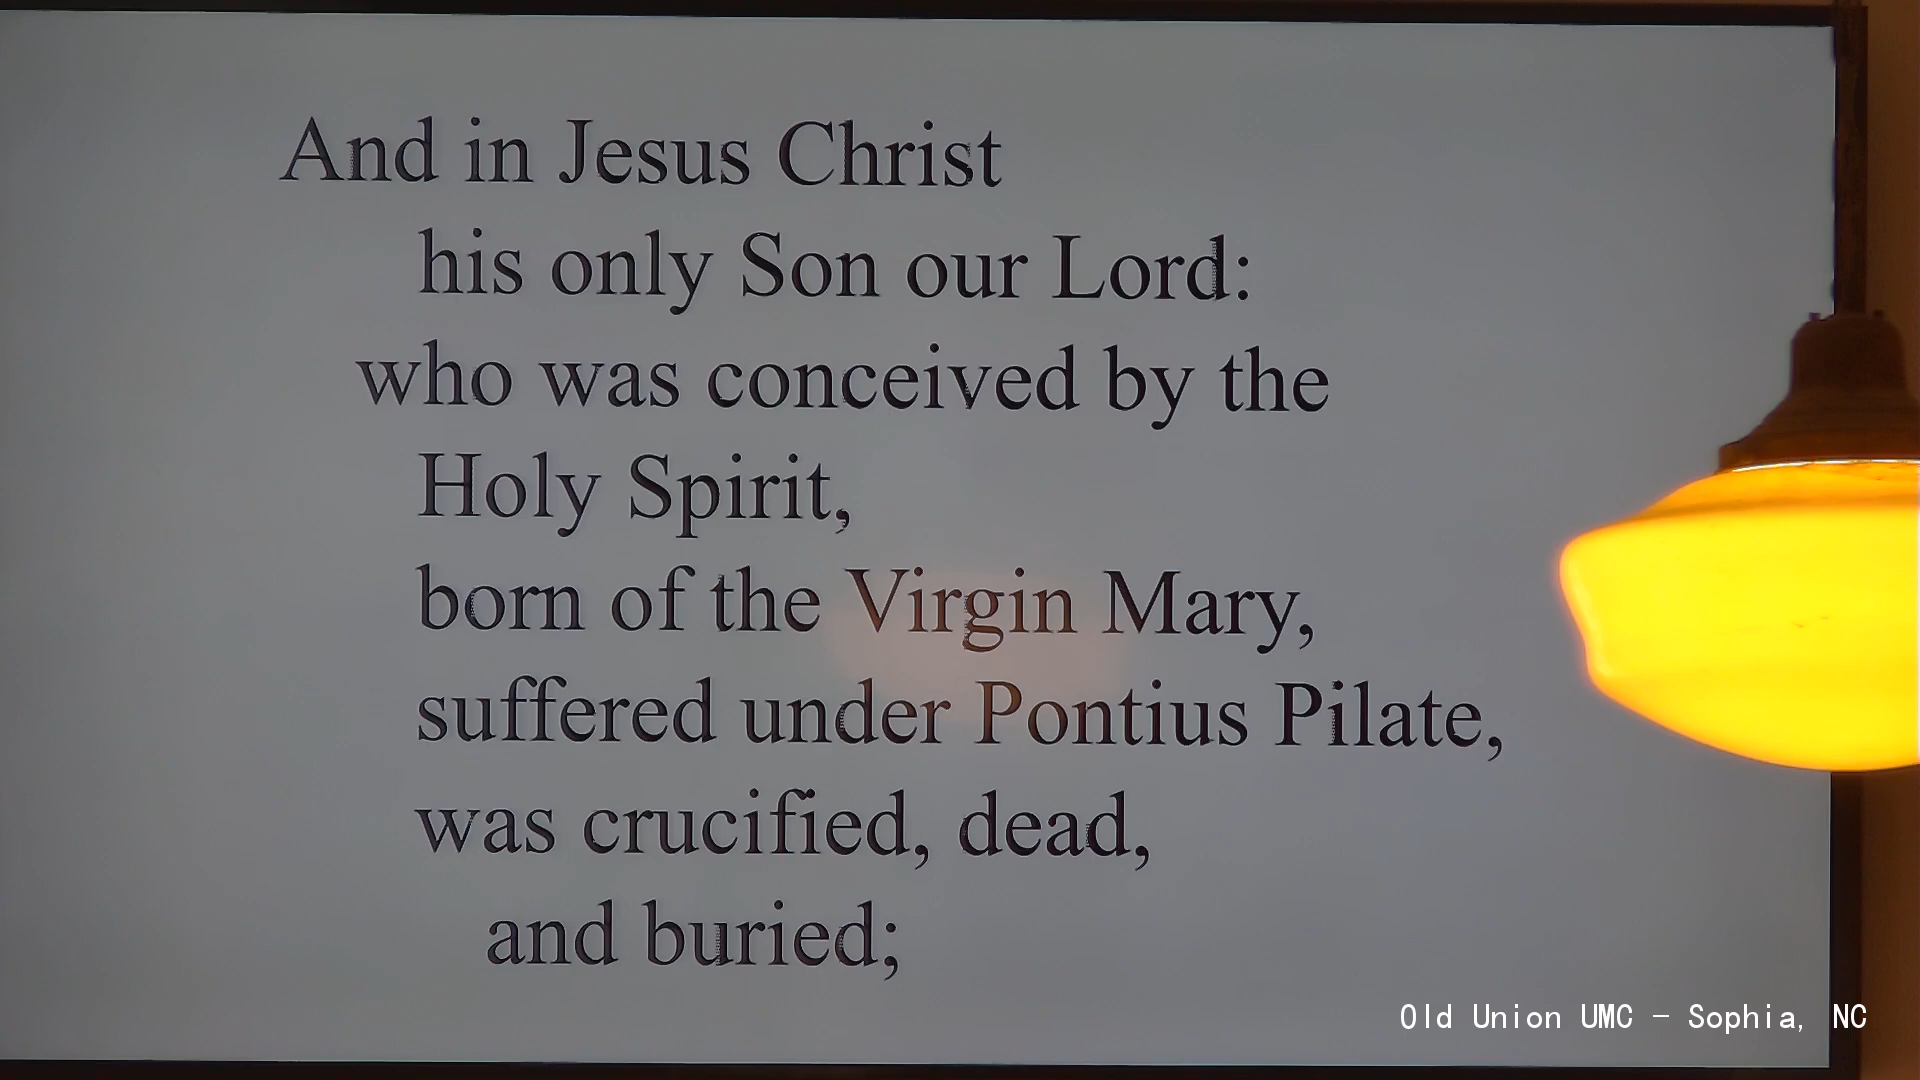 And in Jesus Christ
his only Son our Lord:
who was conceived by the
Holy Spirit,
born of the Virgin Mary,
suffered under Pontius Pilate,
was crucified, dead,
and buried;
Old Union UMC - Sophia, NC